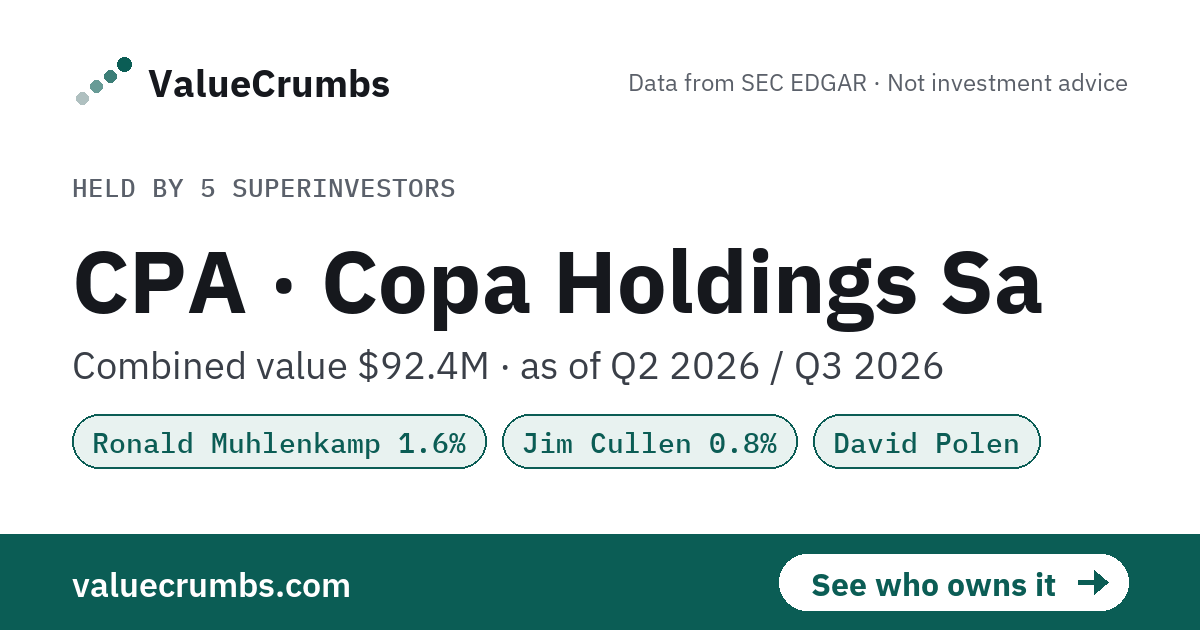 ValueCrumbs
Data from SEC EDGAR · Not investment advice
HELD BY 5 SUPERINVESTORS
CPA · Copa Holdings Sa
Combined value $92.4M · as of Q2 2026 / Q3 2026
Ronald Muhlenkamp 1.6%
Jim Cullen 0.8%
David Polen
valuecrumbs.com
See who owns it →